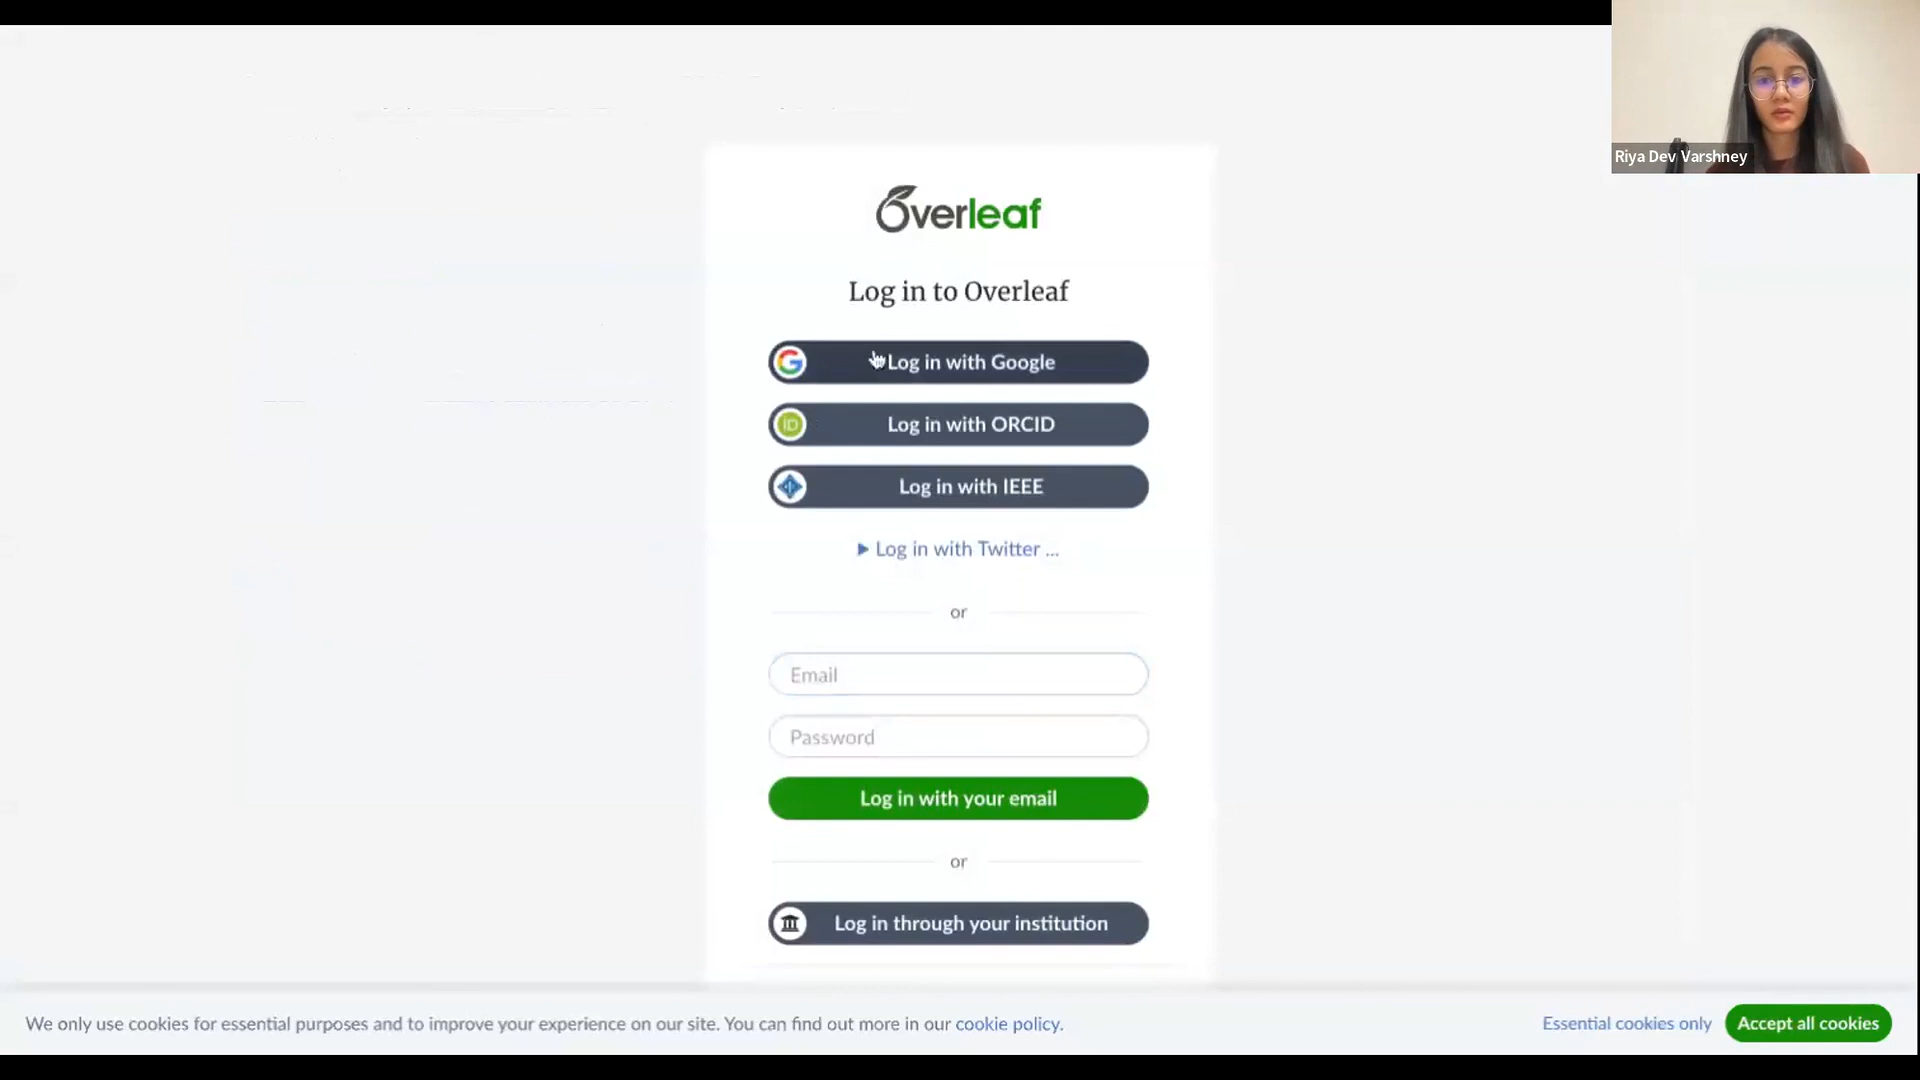 Riya Dev Varshney
Overleaf
Log in to Overleaf
Log in with Google
Log in with ORCID
iD
Log in with IEEE
Log in with Twitter ...
or
Email
Password
Log in with your email
or
Log in through your institution
We only use cookies for essential purposes and to improve your experience on our site. You can find out more in our cookie policy.
Essential cookies only
Accept all cookies